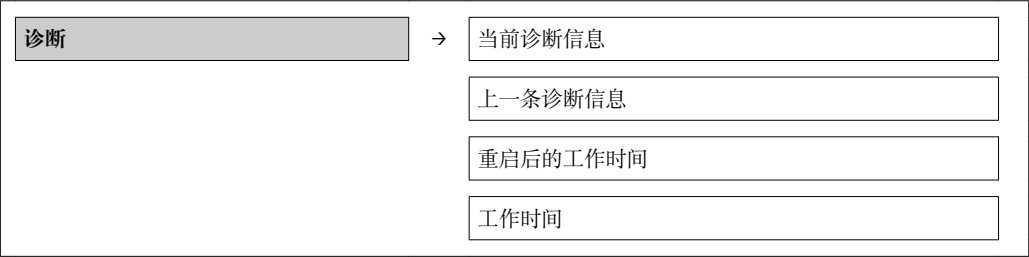 诊断 → 当前诊断信息
上一条诊断信息
重启后的工作时间
工作时间